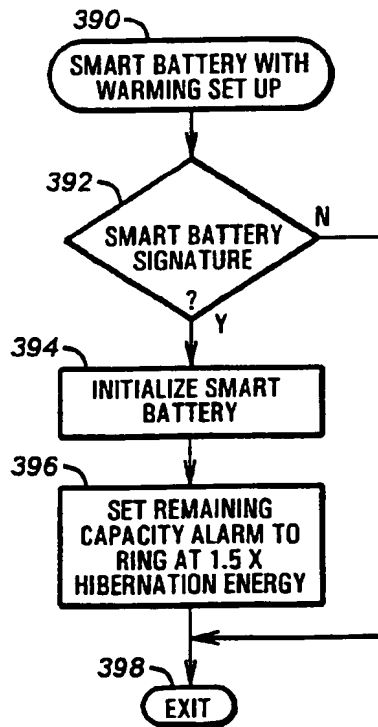 390
SMART BATTERY WITH
WARMING SET UP
392
N
SMART BATTERY
SIGNATURE
?
Y
394
INITIALIZE SMART
BATTERY
396
SET REMAINING
CAPACITY ALARM TO
RING AT 1.5 X
HIBERNATION ENERGY
398
EXIT